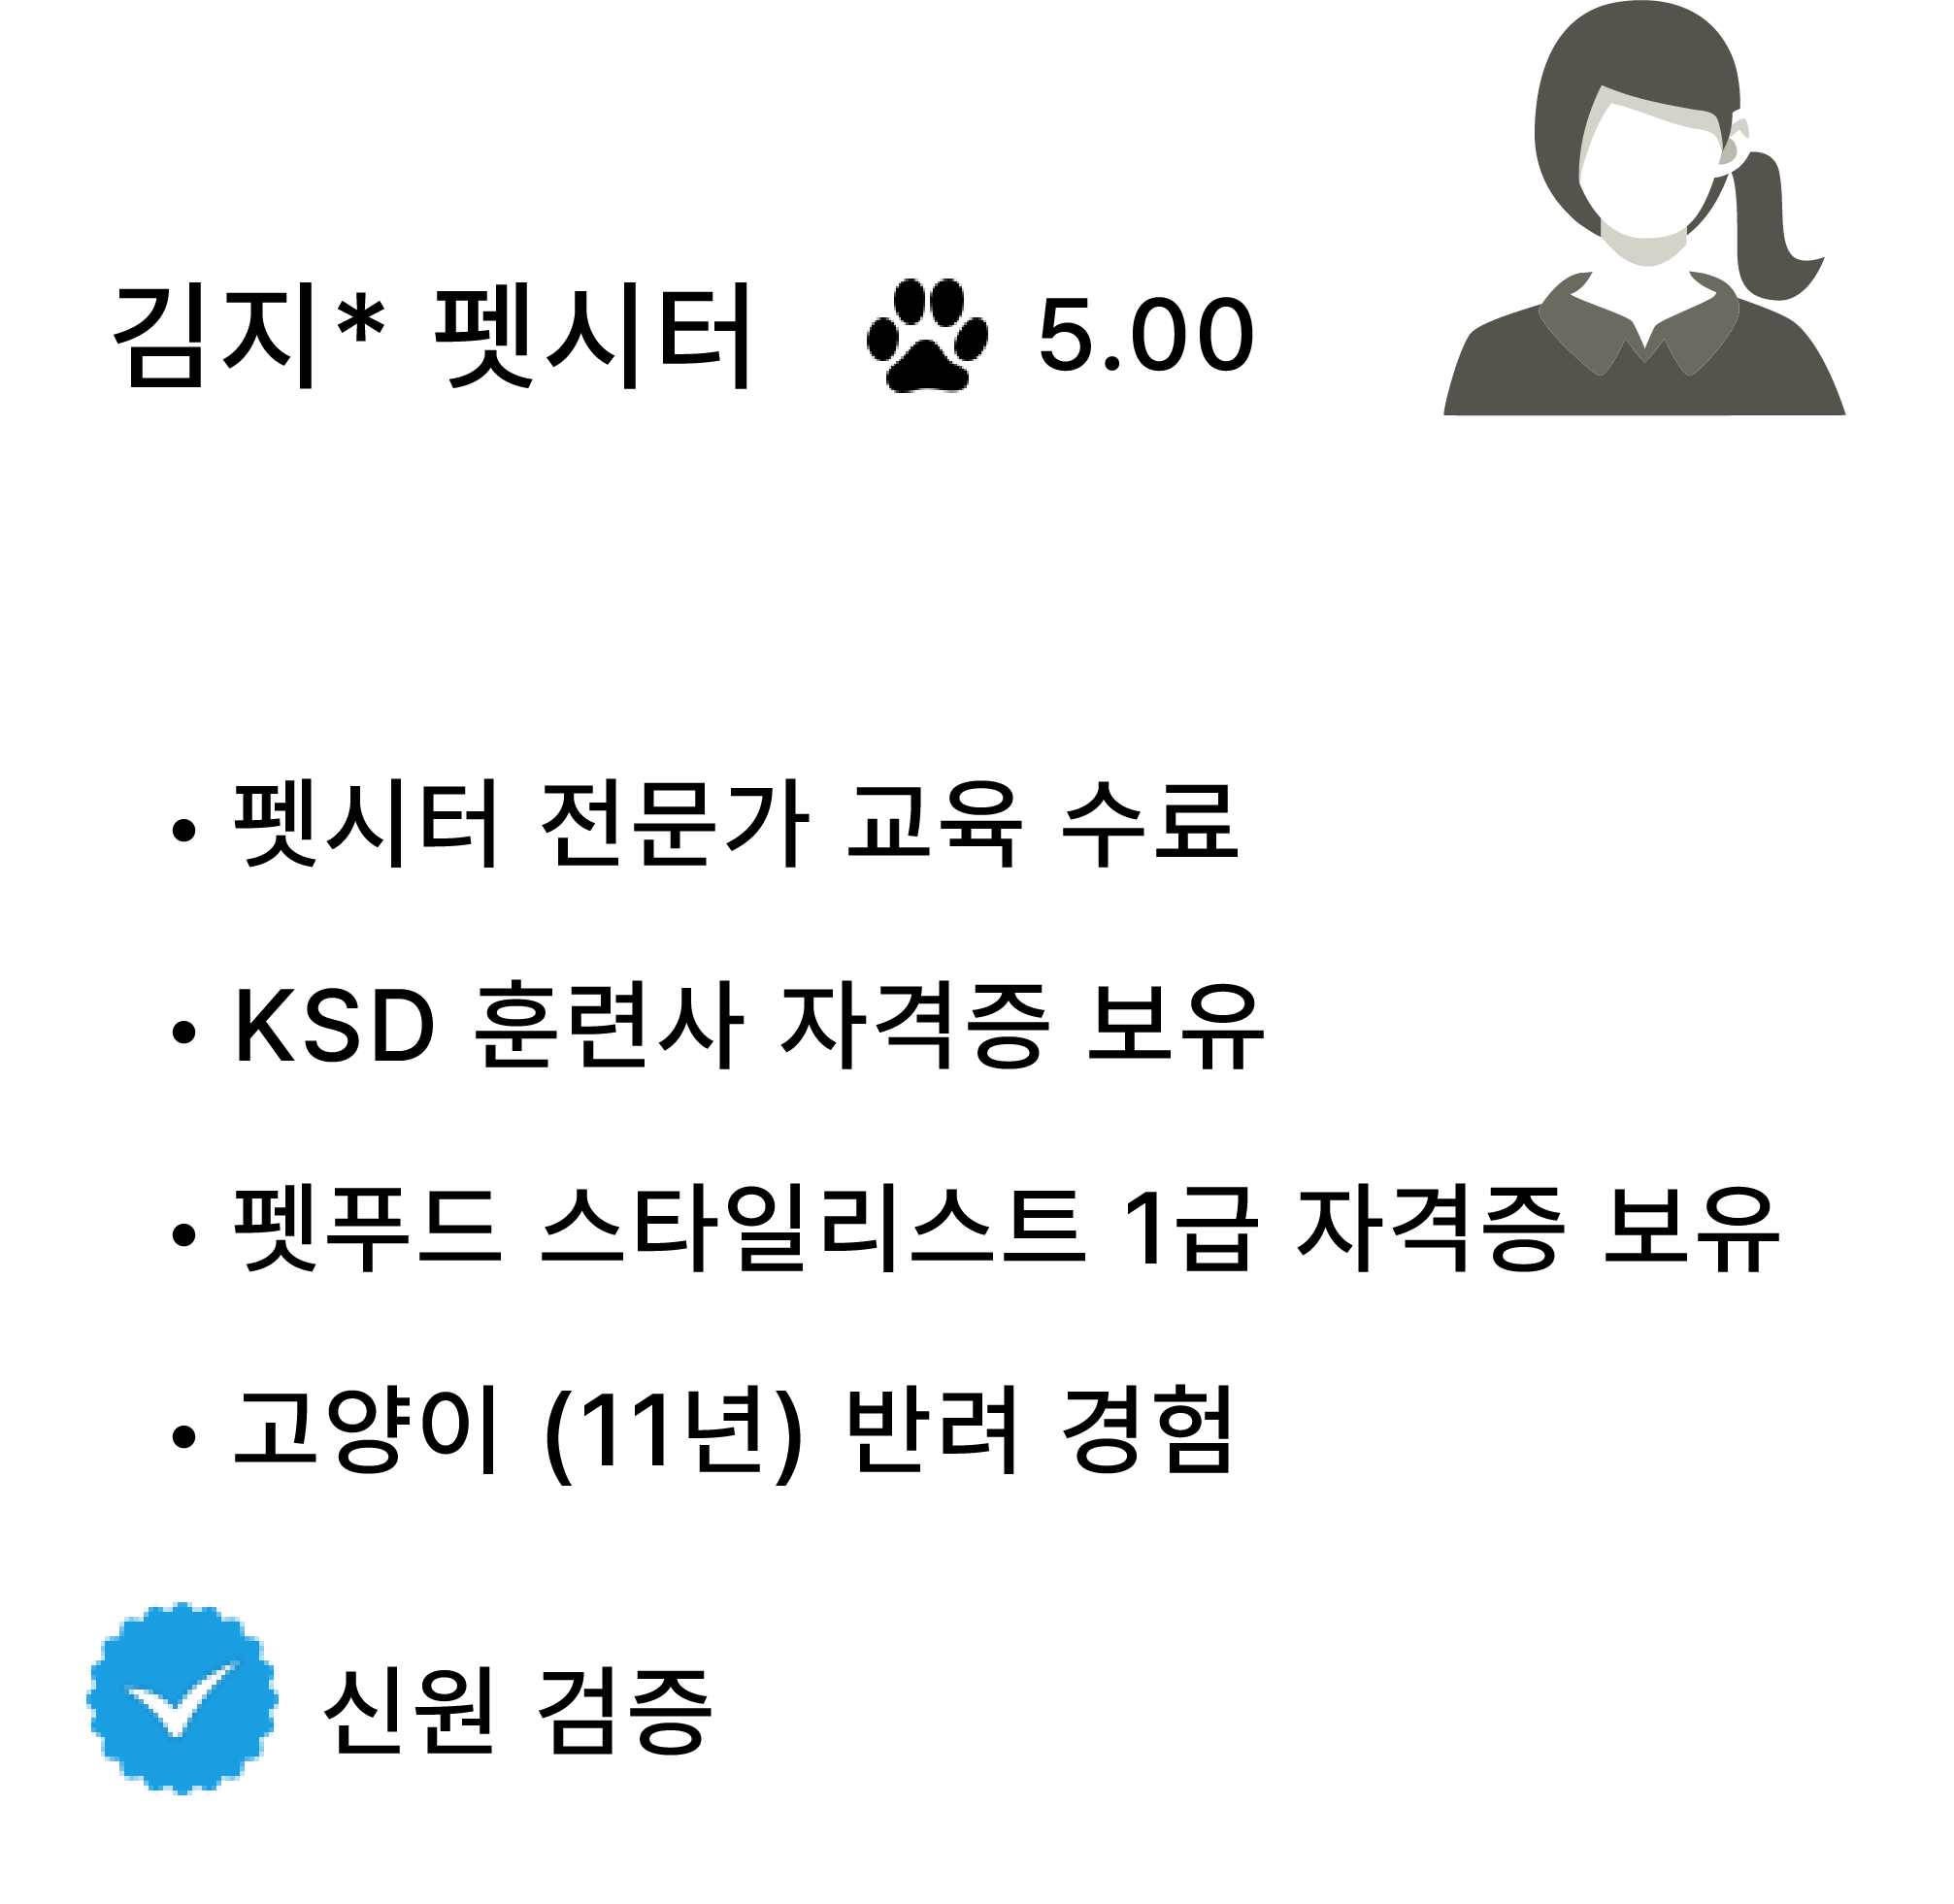 김지* 펫시터 5.00
• 펫시터 전문가 교육 수료
• KSD 훈련사 자격증 보유
• 펫푸드 스타일리스트 1급 자격증 보유
• 고양이 (11년) 반려 경험
신원 검증